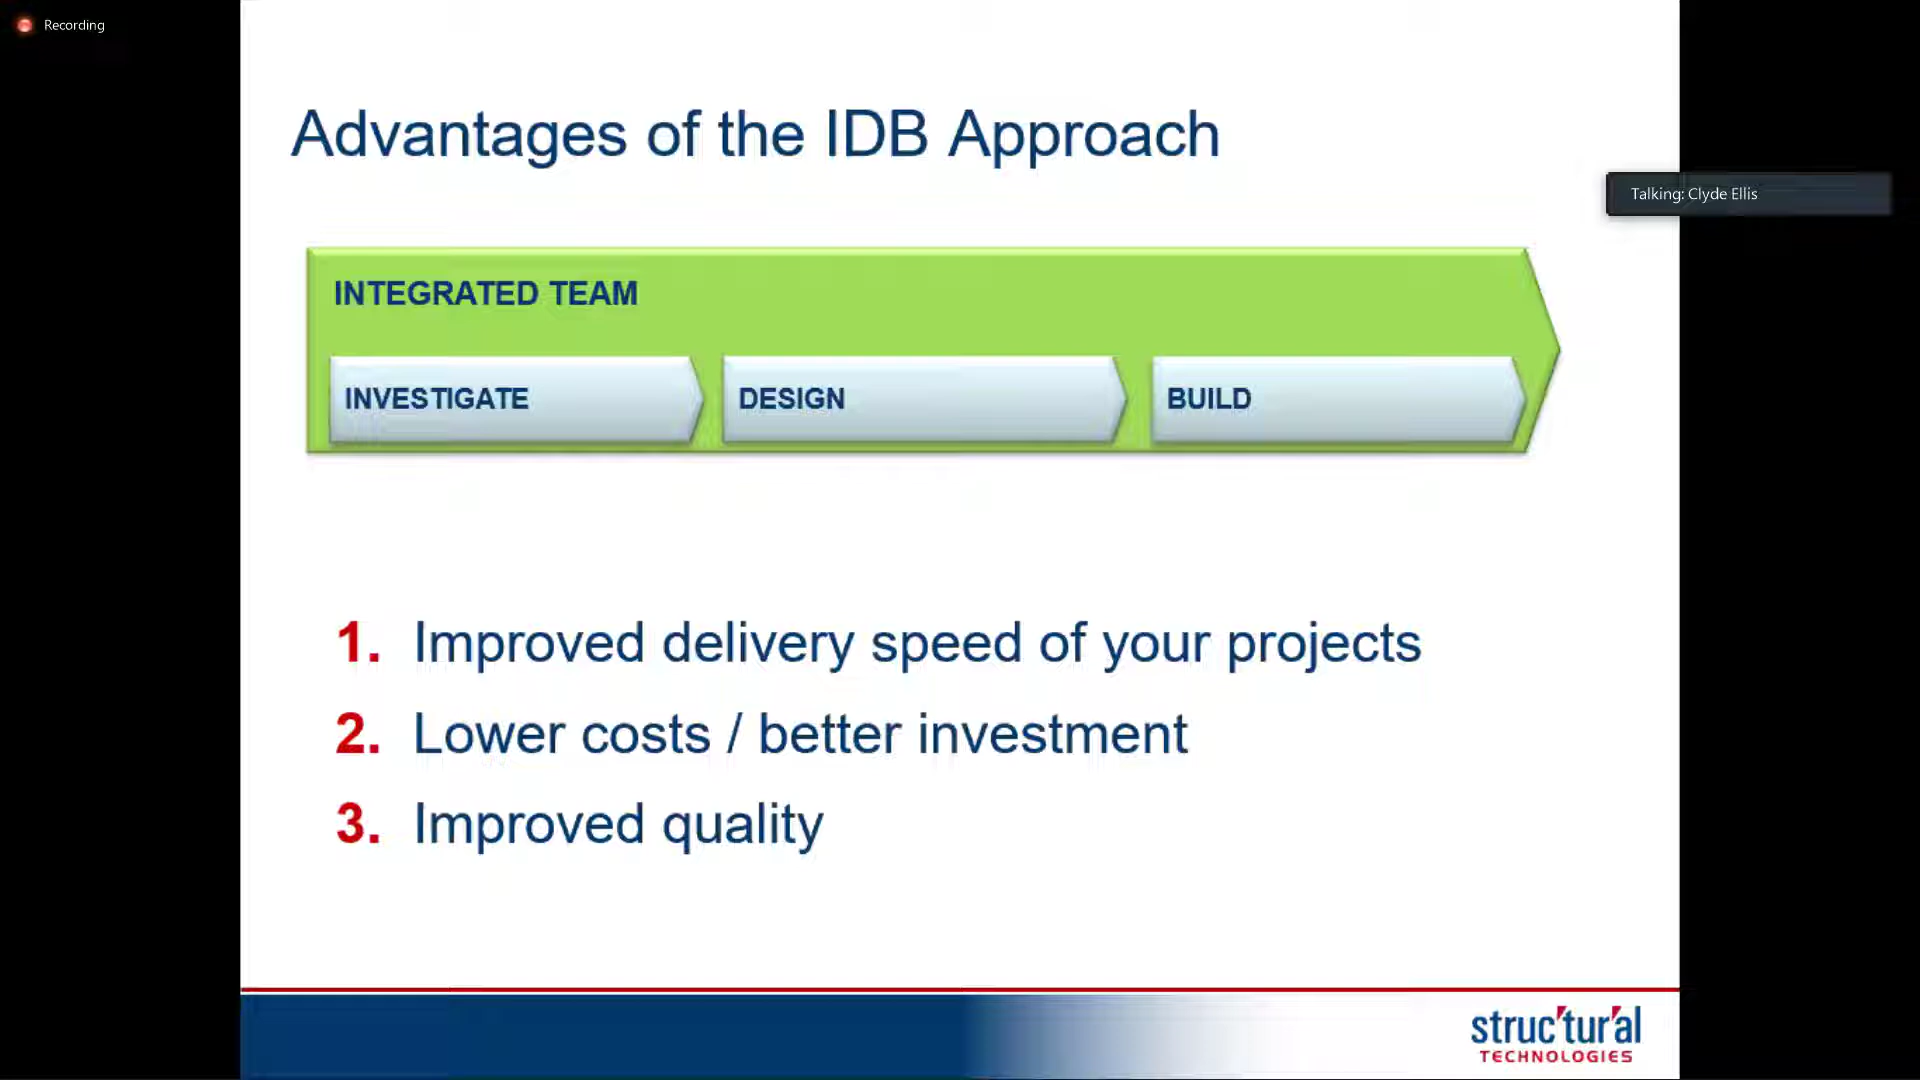 Recording
Advantages of the IDB Approach
Talking: Clyde Ellis
INTEGRATED TEAM
INVESTIGATE
DESIGN
BUILD
1. Improved delivery speed of your projects
2. Lower costs / better investment
3. Improved quality
struc'tur'al
TECHNOLOGIES